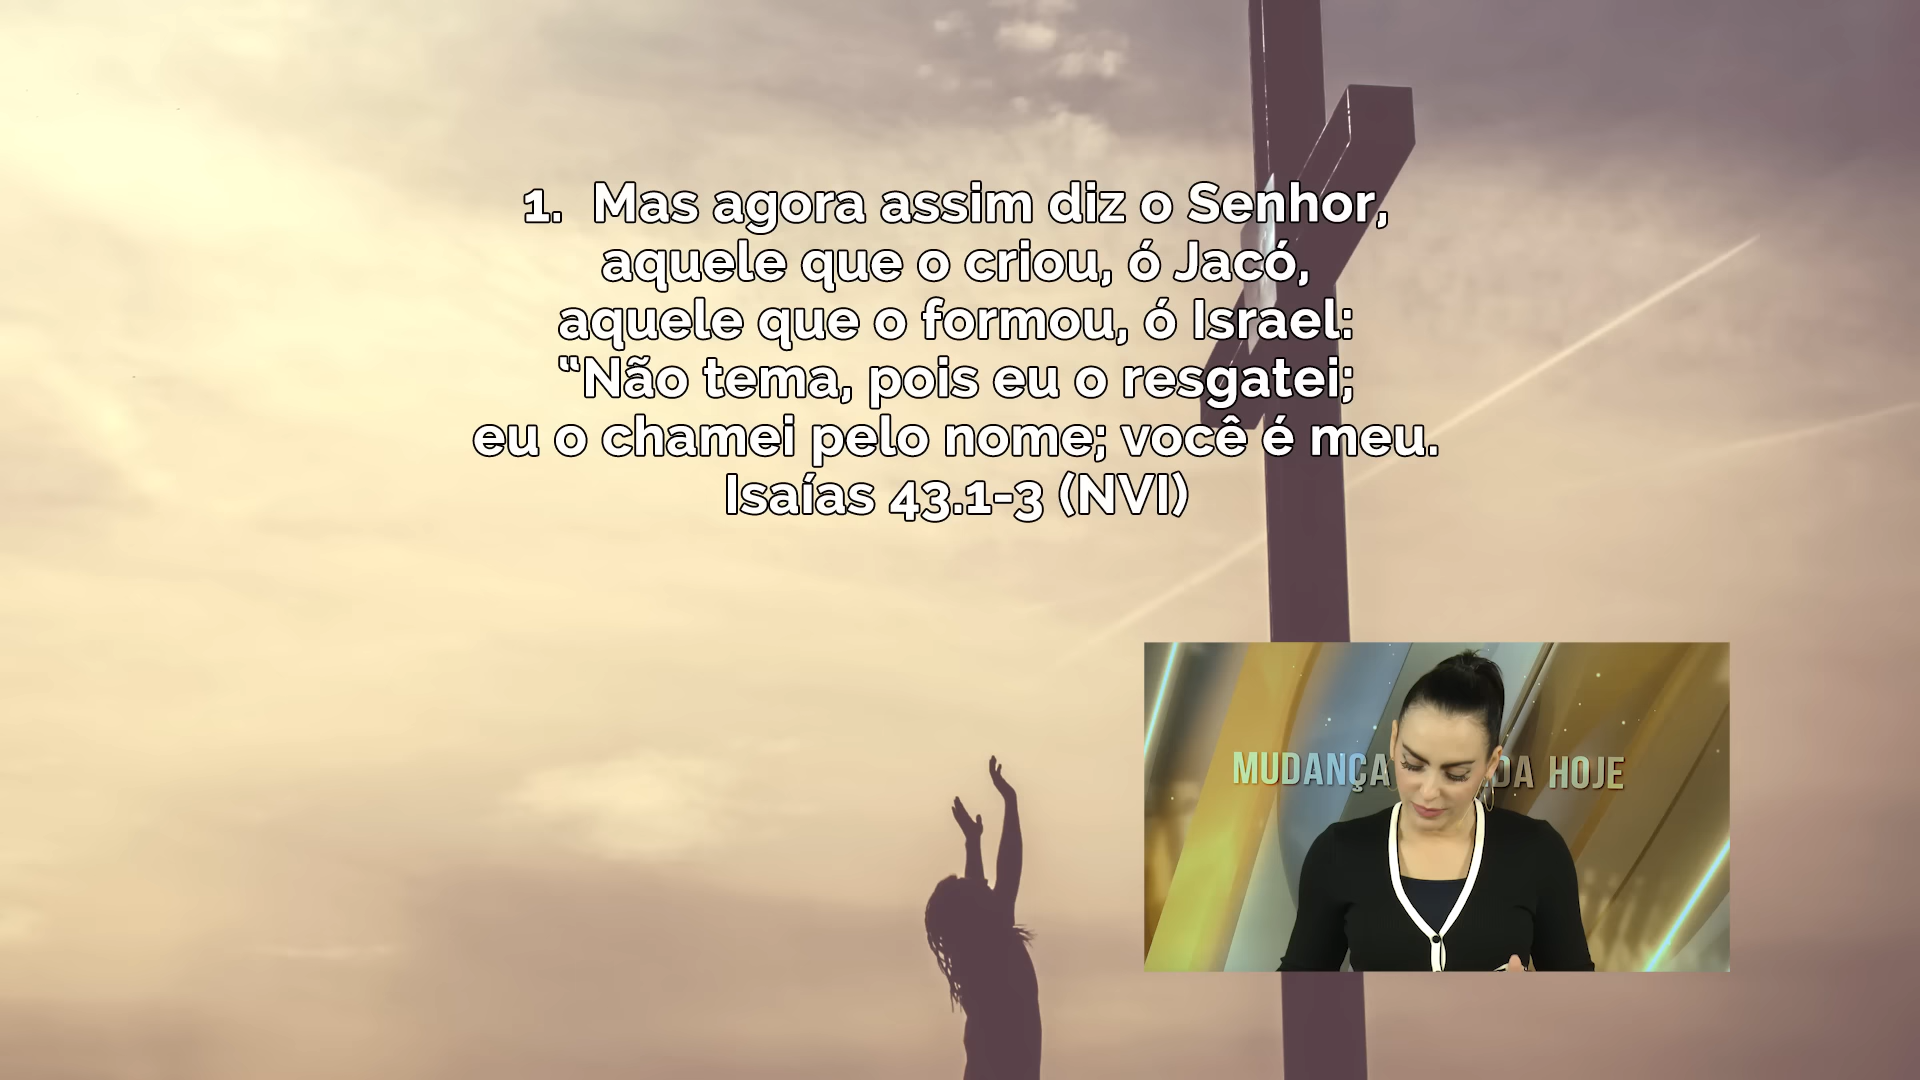 1. Mas agora assim diz o Senhor,
aquele que o criou, ó Jacó,
aquele que o formou, ó Israel:
“Não tema, pois eu o resgatei;
eu o chamei pelo nome; você é meu.
Isaías 43.1-3 (NVI)
MUDANÇA DA HOJE